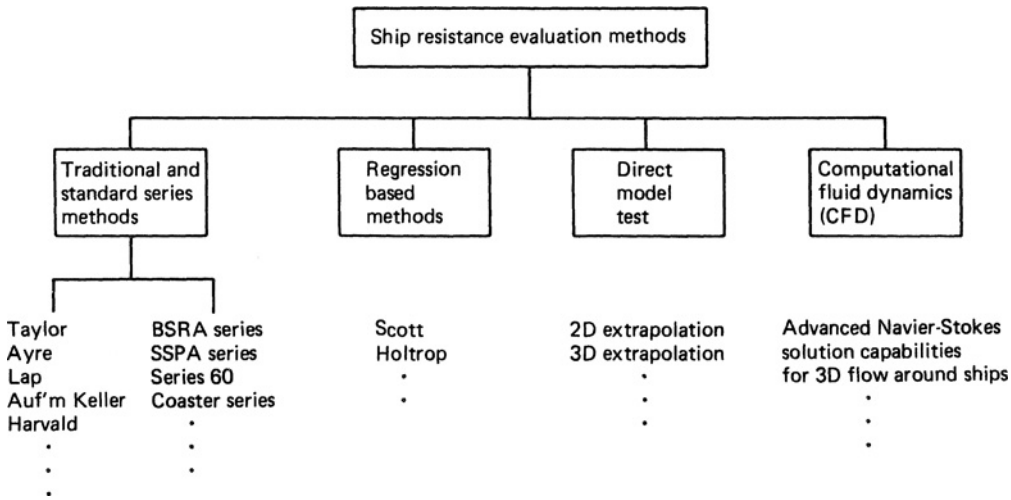 Ship resistance evaluation methods
Traditional and
standard series
methods
Regression
based
methods
Direct
model
test
Computational
fluid dynamics
(CFD)
Taylor
Ayre
Lap
Auf'm Keller
Harvald
BSRA series
SSPA series
Series 60
Coaster series
Scott
Holtrop
2D extrapolation
3D extrapolation
Advanced Navier-Stokes
solution capabilities
for 3D flow around ships